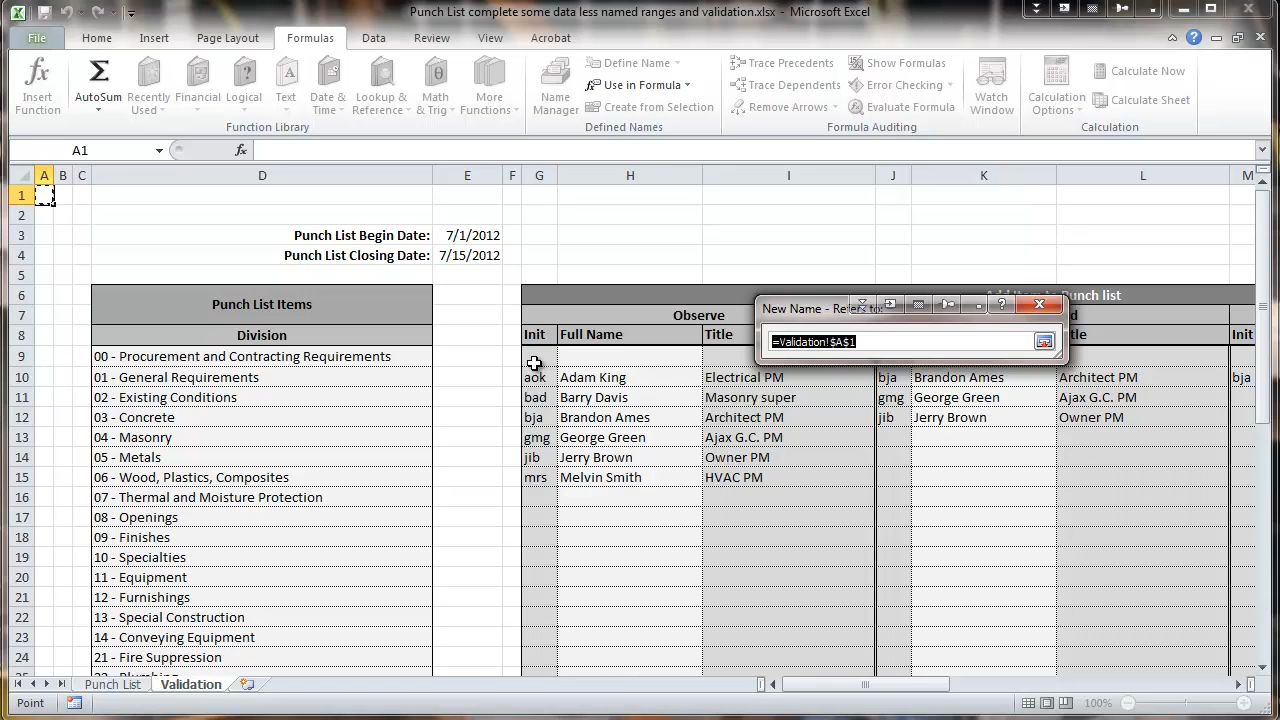 Punch List complete some data less named ranges and validation.xlsx - Microsoft Excel
File Home Insert Page Layout Formulas Data Review View Acrobat
Insert Function
AutoSum
Recently Used
Financial
Logical
Text
Date & Time
Lookup & Reference
Math & Trig
More Functions
Function Library
Name Manager
Define Name
Use in Formula
Create from Selection
Defined Names
Trace Precedents
Trace Dependents
Remove Arrows
Show Formulas
Error Checking
Evaluate Formula
Formula Auditing
Watch Window
Calculation Options
Calculate Now
Calculate Sheet
Calculation
A1 fx
A B C D E F G H I J K L M
1
2
3 Punch List Begin Date: 7/1/2012
4 Punch List Closing Date: 7/15/2012
5
6 Punch List Items Add Item to Punch list
7 Observe
8 Division Init Full Name Title Init
New Name - Refers to:
=Validation!$A$1
9 00 - Procurement and Contracting Requirements
10 01 - General Requirements aok Adam King Electrical PM bja Brandon Ames Architect PM bja
11 02 - Existing Conditions bad Barry Davis Masonry super gmg George Green Ajax G.C. PM
12 03 - Concrete bja Brandon Ames Architect PM jib Jerry Brown Owner PM
13 04 - Masonry gmg George Green Ajax G.C. PM
14 05 - Metals jib Jerry Brown Owner PM
15 06 - Wood, Plastics, Composites mrs Melvin Smith HVAC PM
16 07 - Thermal and Moisture Protection
17 08 - Openings
18 09 - Finishes
19 10 - Specialties
20 11 - Equipment
21 12 - Furnishings
22 13 - Special Construction
23 14 - Conveying Equipment
24 21 - Fire Suppression
Punch List Validation
Point 100%